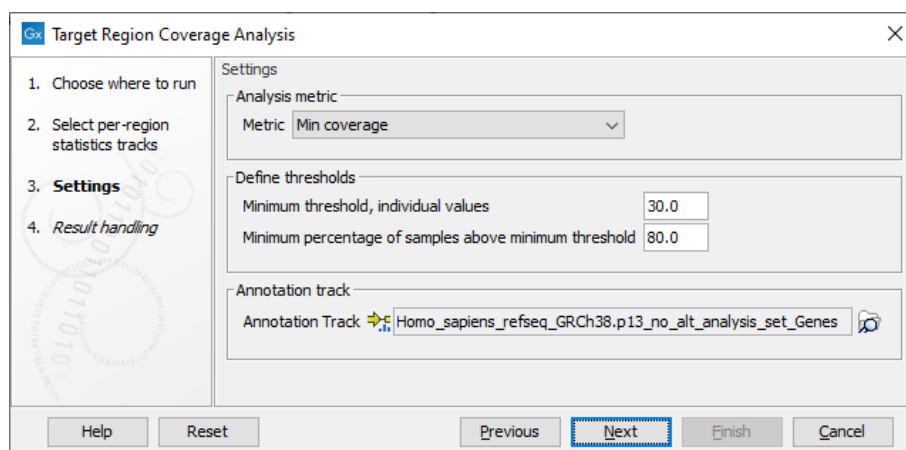 Gx Target Region Coverage Analysis
1. Choose where to run
2. Select per-region
statistics tracks
3. Settings
4. Result handling
Settings
Analysis metric
Metric Min coverage
Define thresholds
Minimum threshold, individual values 30.0
Minimum percentage of samples above minimum threshold 80.0
Annotation track
Annotation Track Homo_sapiens_refseq_GRCh38.p13_no_alt_analysis_set_Genes
Help Reset Previous Next Finish Cancel